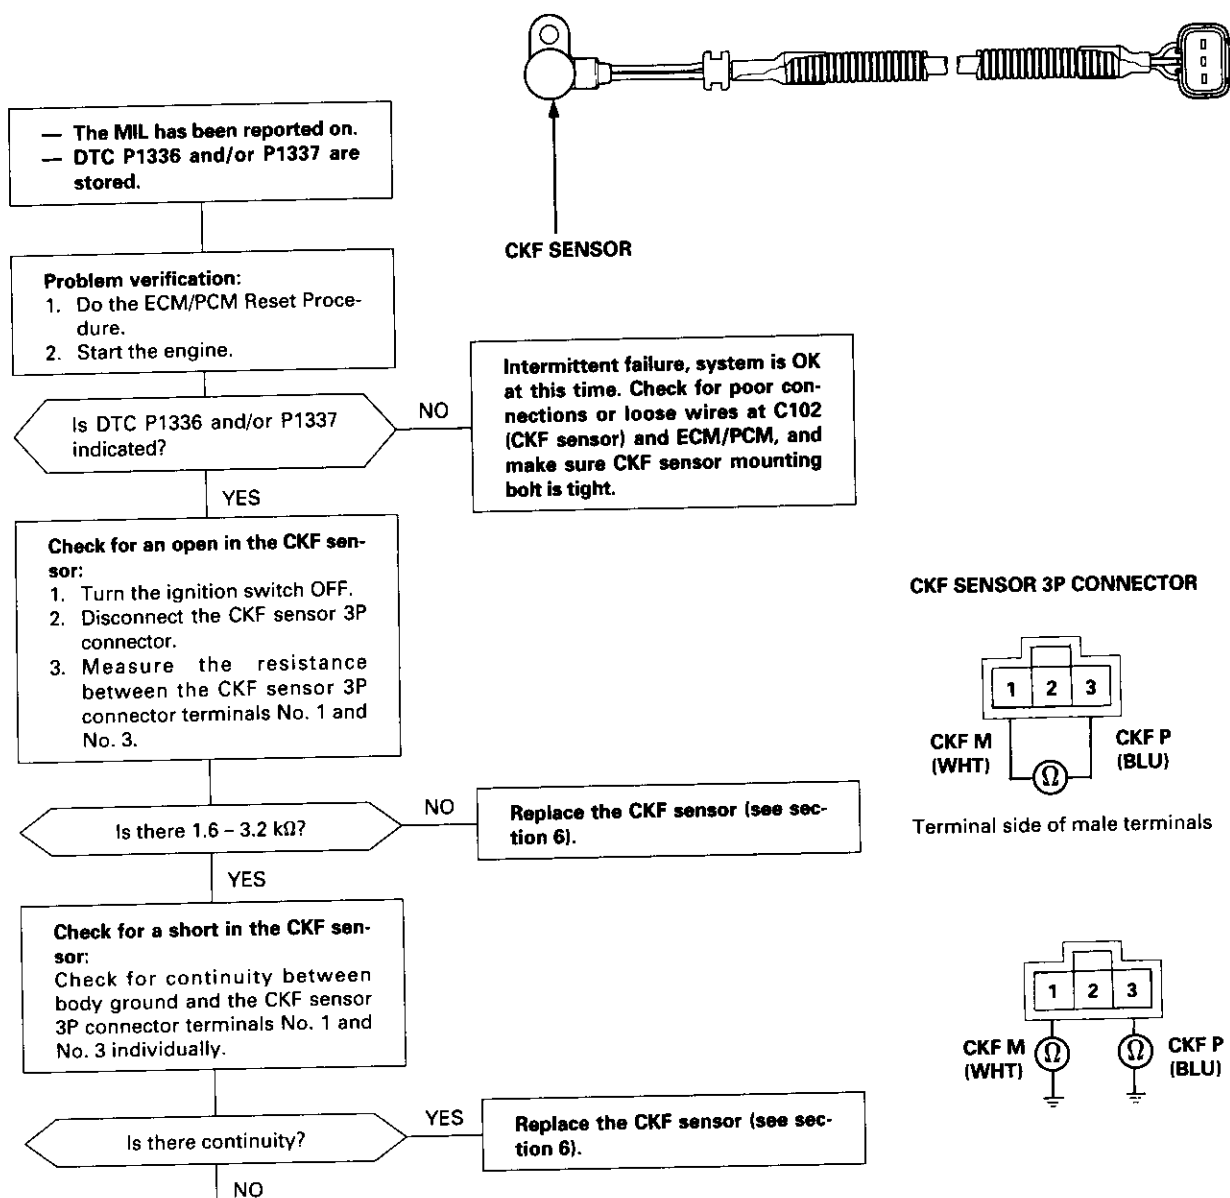 — The MIL has been reported on.
— DTC P1336 and/or P1337 are
stored.
CKF SENSOR
Problem verification:
1. Do the ECM/PCM Reset Proce-
dure.
2. Start the engine.
Is DTC P1336 and/or P1337
indicated?
NO
Intermittent failure, system is OK
at this time. Check for poor con-
nections or loose wires at C102
(CKF sensor) and ECM/PCM, and
make sure CKF sensor mounting
bolt is tight.
YES
Check for an open in the CKF sen-
sor:
1. Turn the ignition switch OFF.
2. Disconnect the CKF sensor 3P
connector.
3. Measure the resistance
between the CKF sensor 3P
connector terminals No. 1 and
No. 3.
CKF SENSOR 3P CONNECTOR
1 2 3
CKF M
(WHT)
Ω
CKF P
(BLU)
Terminal side of male terminals
Is there 1.6 – 3.2 kΩ?
NO
Replace the CKF sensor (see sec-
tion 6).
YES
Check for a short in the CKF sen-
sor:
Check for continuity between
body ground and the CKF sensor
3P connector terminals No. 1 and
No. 3 individually.
1 2 3
CKF M
(WHT)
Ω
Ω
CKF P
(BLU)
Is there continuity?
YES
Replace the CKF sensor (see sec-
tion 6).
NO